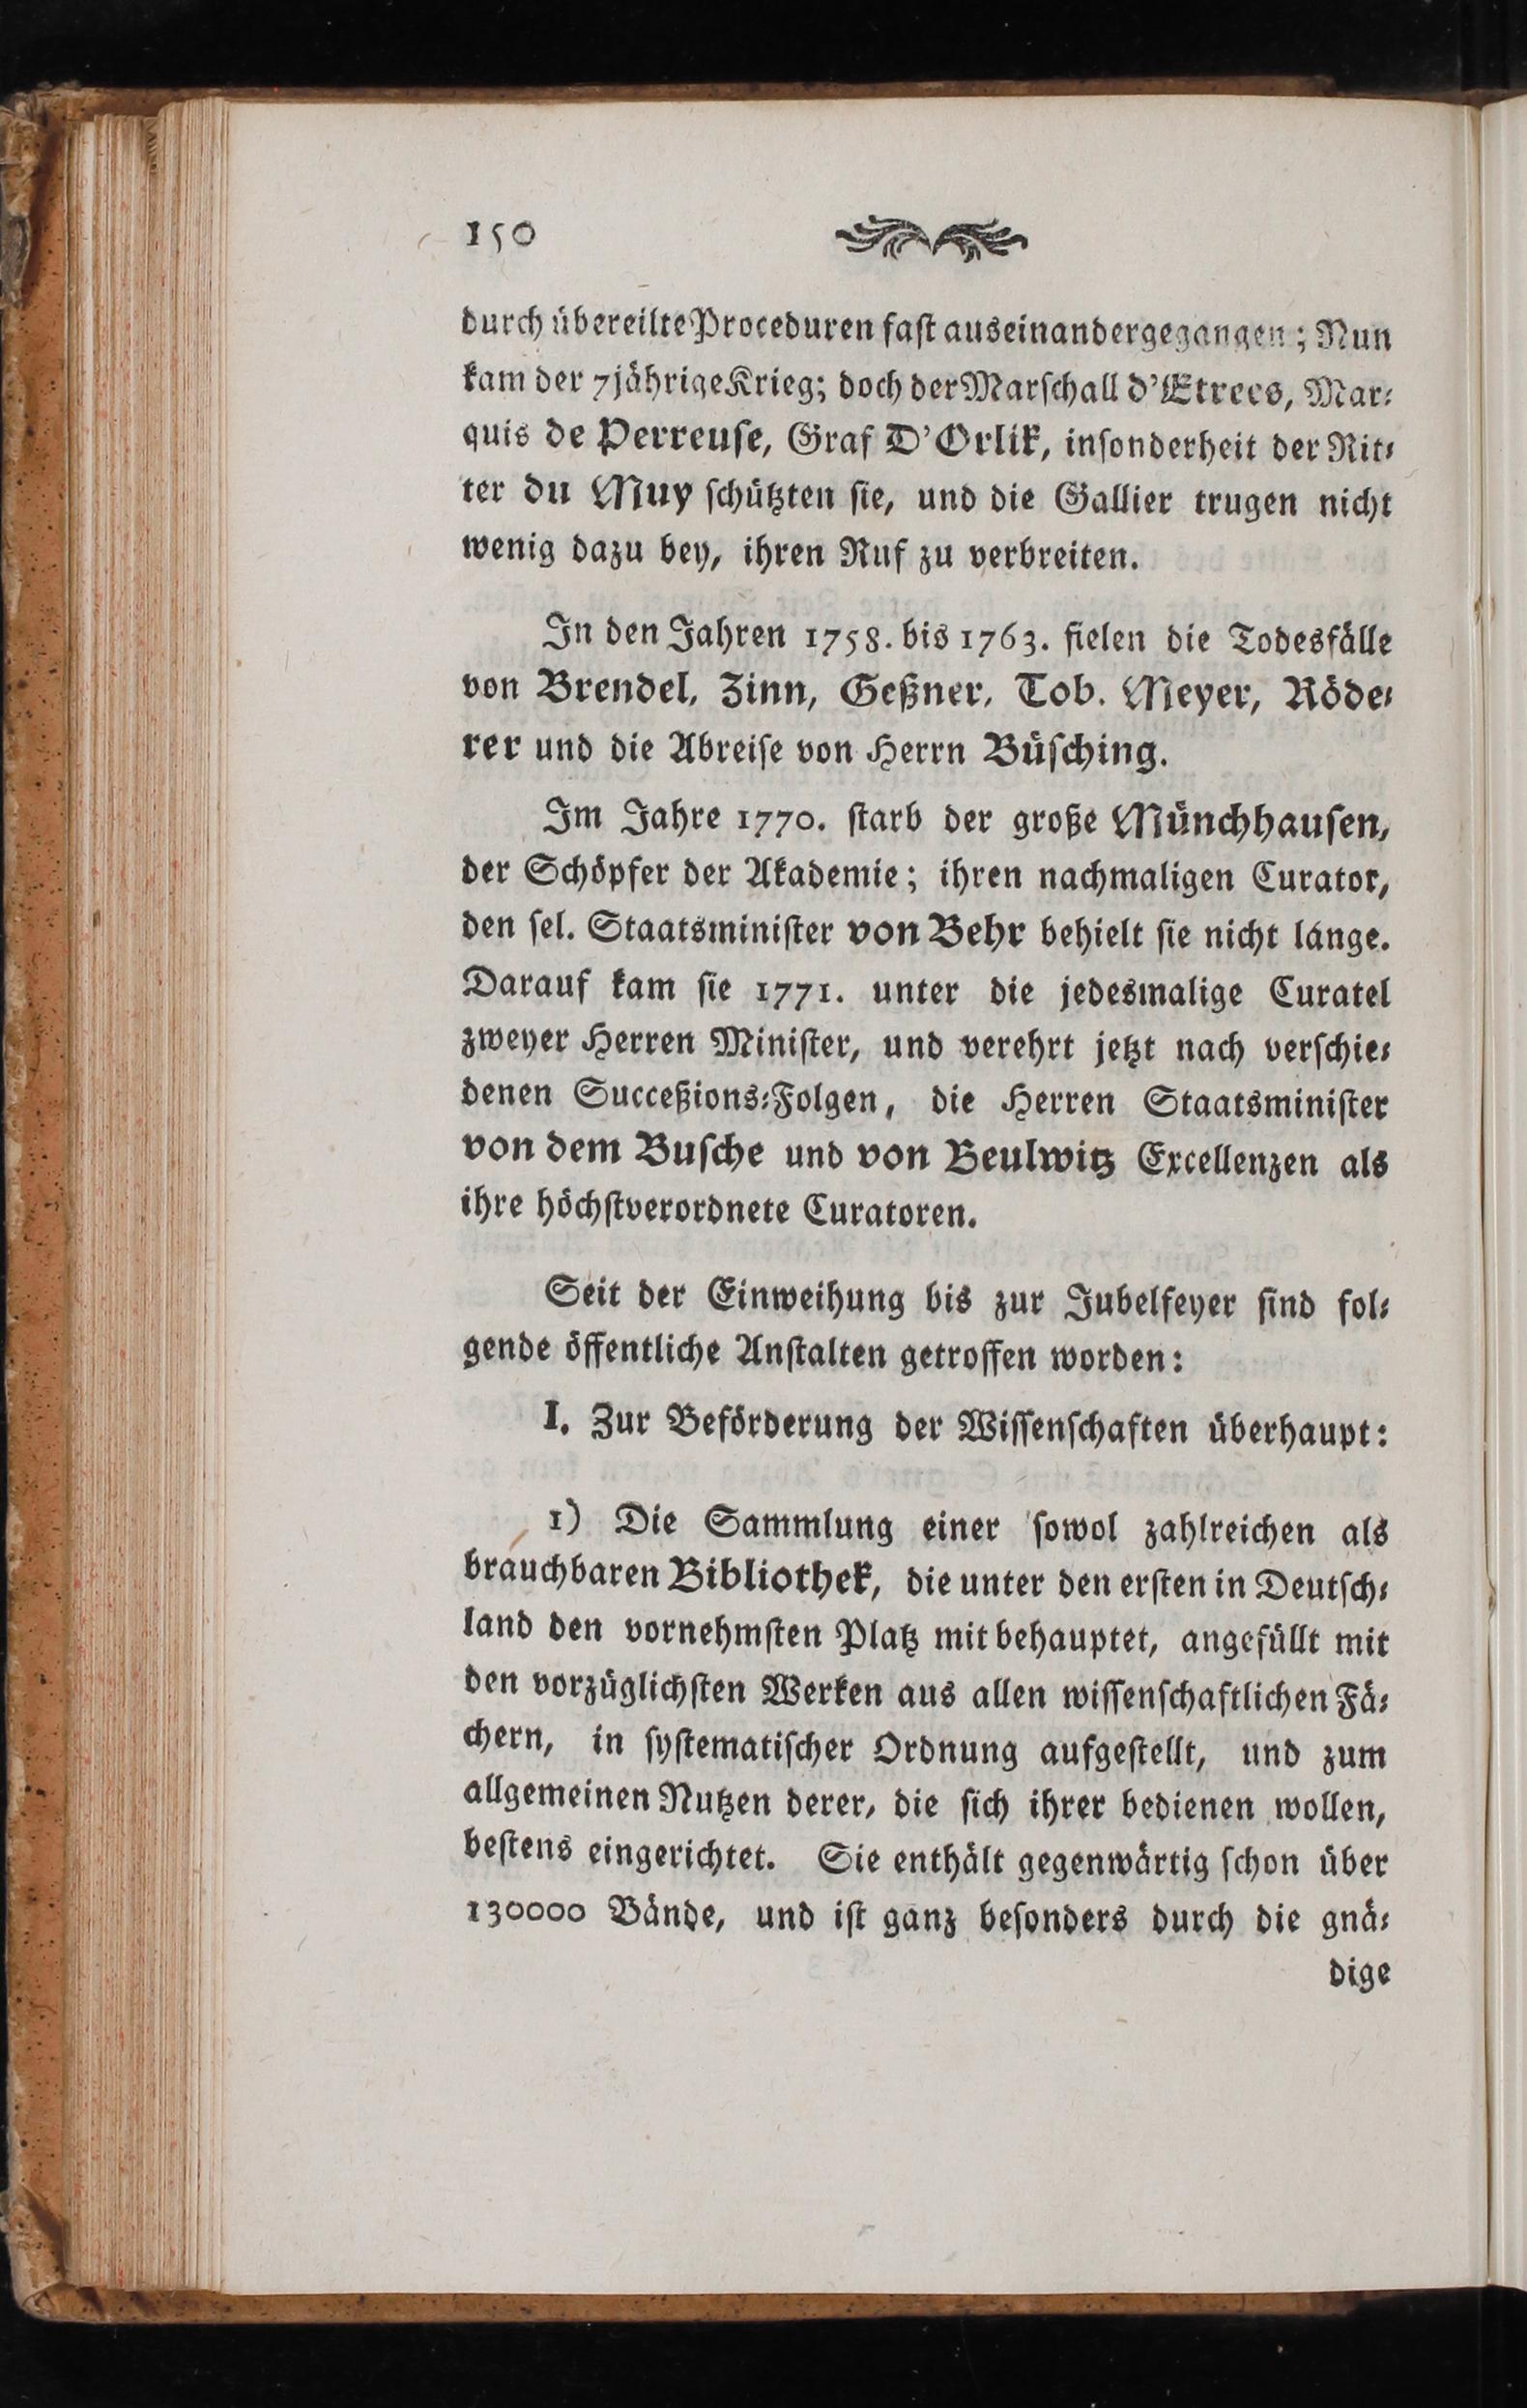 150
durch übereilte Proceduren faſt auseinandergegangen; Nun
kam der 7jährige Krieg; doch der Marſchall d'Etrees, Mar⸗
quis de Perreuſe, Graf D'Orlik, inſonderheit der Rit⸗
ter du Muy ſchützten ſie, und die Gallier trugen nicht
wenig dazu bey, ihren Ruf zu verbreiten.
In den Jahren 1758. bis 1763. fielen die Todesfälle
von Brendel, Zinn, Geßner, Tob. Meyer, Röde⸗
rer und die Abreiſe von Herrn Büſching.
Im Jahre 1770. ſtarb der große Münchhauſen,
der Schöpfer der Akademie; ihren nachmaligen Curator,
den ſel. Staatsminiſter von Behr behielt ſie nicht lange.
Darauf kam ſie 1771. unter die jedesmalige Curatel
zweyer Herren Miniſter, und verehrt jetzt nach verſchie⸗
denen Succeßions⸗Folgen, die Herren Staatsminiſter
von dem Buſche und von Beulwitz Excellenzen als
ihre höchſtverordnete Curatoren.
Seit der Einweihung bis zur Jubelfeyer ſind fol⸗
gende öffentliche Anſtalten getroffen worden:
I. Zur Beförderung der Wiſſenſchaften überhaupt:
1) Die Sammlung einer ſowol zahlreichen als
brauchbaren Bibliothek, die unter den erſten in Deutſch⸗
land den vornehmſten Platz mit behauptet, angefüllt mit
den vorzüglichſten Werken aus allen wiſſenſchaftlichen Fä⸗
chern, in ſyſtematiſcher Ordnung aufgeſtellt, und zum
allgemeinen Nutzen derer, die ſich ihrer bedienen wollen,
beſtens eingerichtet. Sie enthält gegenwärtig ſchon über
130000 Bände, und iſt ganz beſonders durch die gnä⸗
dige